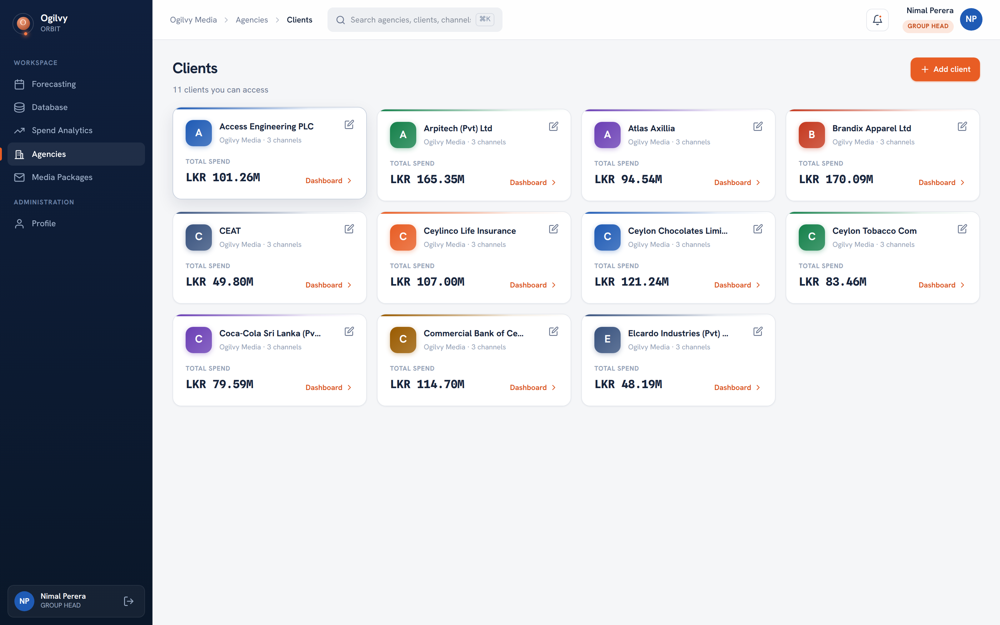 O
Ogilvy
ORBIT
WORKSPACE
Forecasting
Database
Spend Analytics
Agencies
Media Packages
ADMINISTRATION
Profile
NP
Nimal Perera
GROUP HEAD
Ogilvy Media > Agencies > Clients
Search agencies, clients, channels
⌘K
Nimal Perera
GROUP HEAD
NP
Clients
11 clients you can access
+ Add client
A
Access Engineering PLC
Ogilvy Media · 3 channels
TOTAL SPEND
LKR 101.26M
Dashboard >
A
Arpitech (Pvt) Ltd
Ogilvy Media · 3 channels
TOTAL SPEND
LKR 165.35M
Dashboard >
A
Atlas Axillia
Ogilvy Media · 3 channels
TOTAL SPEND
LKR 94.54M
Dashboard >
B
Brandix Apparel Ltd
Ogilvy Media · 3 channels
TOTAL SPEND
LKR 170.09M
Dashboard >
C
CEAT
Ogilvy Media · 3 channels
TOTAL SPEND
LKR 49.80M
Dashboard >
C
Ceylinco Life Insurance
Ogilvy Media · 3 channels
TOTAL SPEND
LKR 107.00M
Dashboard >
C
Ceylon Chocolates Limi...
Ogilvy Media · 3 channels
TOTAL SPEND
LKR 121.24M
Dashboard >
C
Ceylon Tobacco Com
Ogilvy Media · 3 channels
TOTAL SPEND
LKR 83.46M
Dashboard >
C
Coca-Cola Sri Lanka (Pv...
Ogilvy Media · 3 channels
TOTAL SPEND
LKR 79.59M
Dashboard >
C
Commercial Bank of Ce...
Ogilvy Media · 3 channels
TOTAL SPEND
LKR 114.70M
Dashboard >
E
Elcardo Industries (Pvt) ...
Ogilvy Media · 3 channels
TOTAL SPEND
LKR 48.19M
Dashboard >